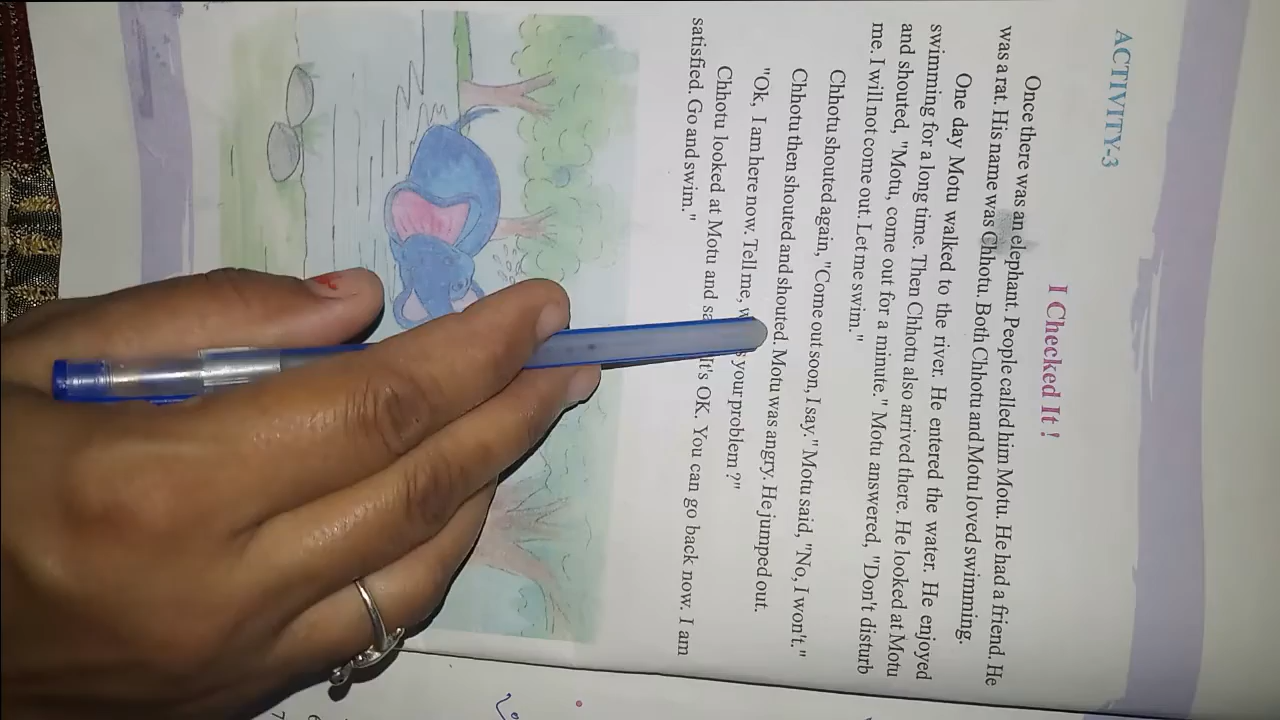 ACTIVITY-3
I Checked It !
Once there was an elephant. People called him Motu. He had a friend. He
was a rat. His name was Chhotu. Both Chhotu and Motu loved swimming.
One day Motu walked to the river. He entered the water. He enjoyed
swimming for a long time. Then Chhotu also arrived there. He looked at Motu
and shouted, "Motu, come out for a minute." Motu answered, "Don't disturb
me. I will not come out. Let me swim."
Chhotu shouted again, "Come out soon, I say." Motu said, "No, I won't."
Chhotu then shouted and shouted. Motu was angry. He jumped out.
"Ok, I am here now. Tell me, your problem ?"
Chhotu looked at Motu and It's OK. You can go back now. I am
satisfied. Go and swim."